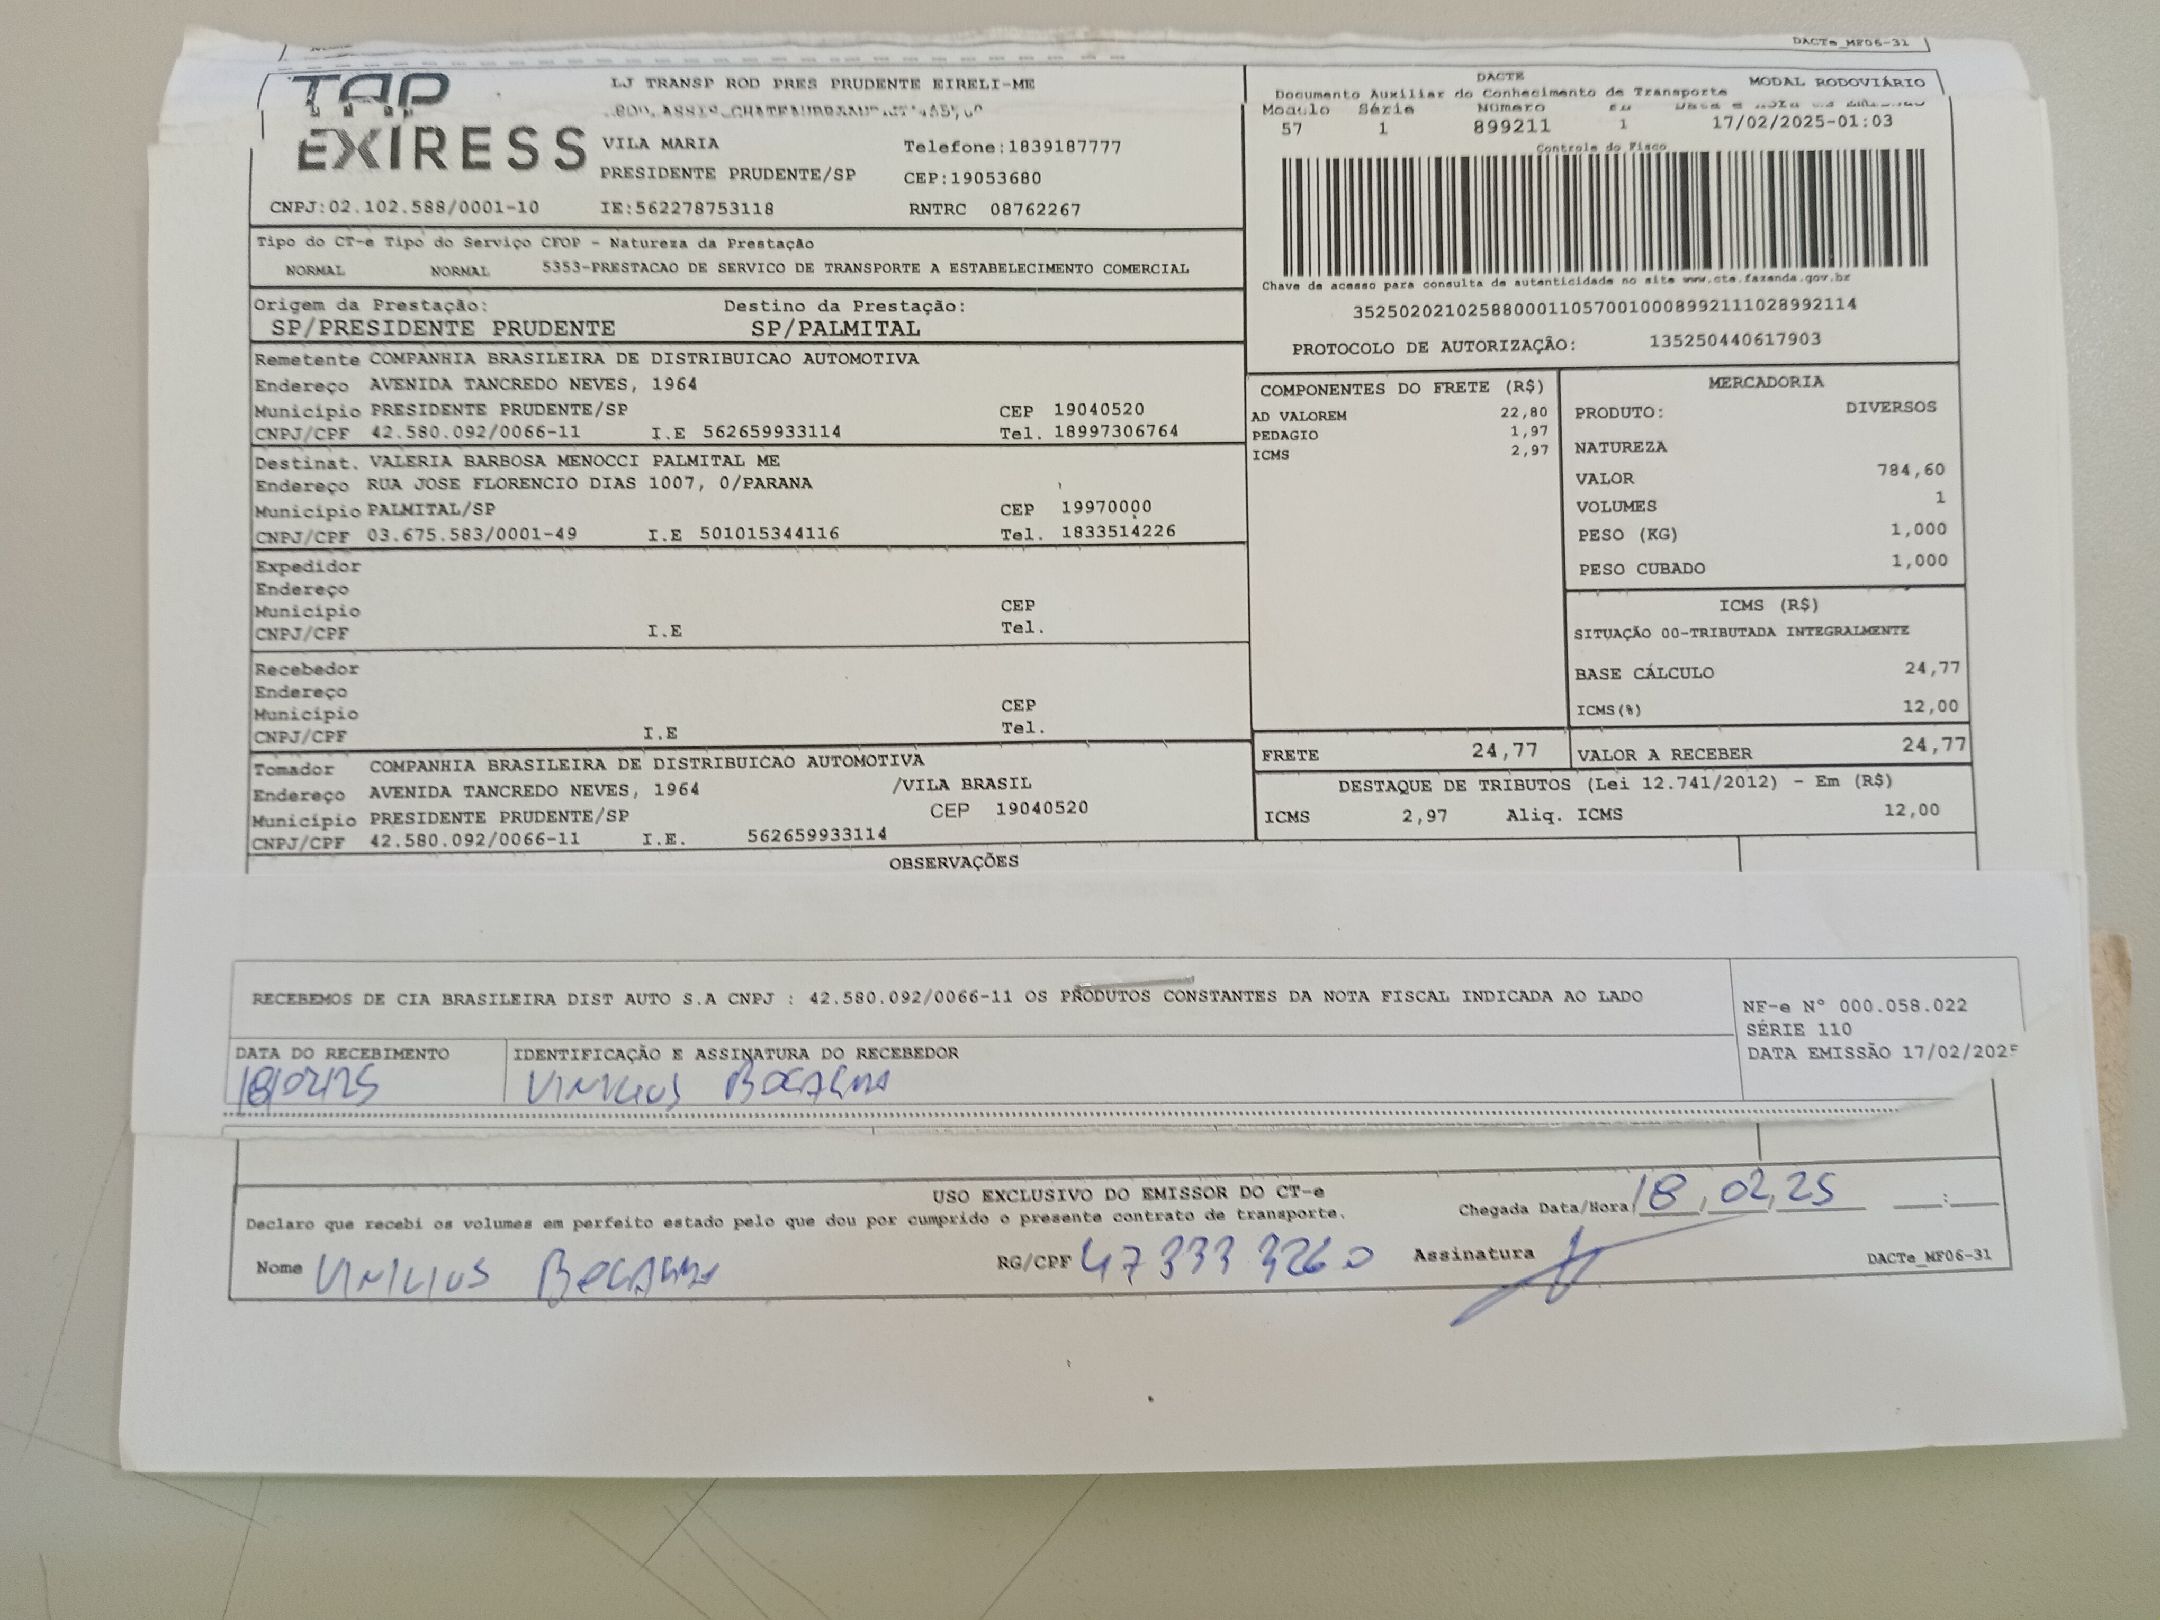 DACTe_MF06-31
TAP
EXPRESS
LJ TRANSP ROD PRES PRUDENTE EIRELI-ME
VILA MARIA
Telefone:1839187777
PRESIDENTE PRUDENTE/SP
CEP:19053680
CNPJ:02.102.588/0001-10
IE:562278753118
RNTRC 08762267
DACTE
MODAL RODOVIÁRIO
Documento Auxiliar do Conhecimento de Transporte
Modulo Série Número
57 1 899211 1 17/02/2025-01:03
Controle do Fisco
Chave de acesso para consulta de autenticidade no site www.cte.fazenda.gov.br
35250202102588000110570010008992111028992114
PROTOCOLO DE AUTORIZAÇÃO: 135250440617903
Tipo do CT-e Tipo do Serviço CFOP - Natureza da Prestação
NORMAL NORMAL 5353-PRESTACAO DE SERVICO DE TRANSPORTE A ESTABELECIMENTO COMERCIAL
Origem da Prestação: Destino da Prestação:
SP/PRESIDENTE PRUDENTE SP/PALMITAL
Remetente COMPANHIA BRASILEIRA DE DISTRIBUICAO AUTOMOTIVA
Endereço AVENIDA TANCREDO NEVES, 1964
Município PRESIDENTE PRUDENTE/SP CEP 19040520
CNPJ/CPF 42.580.092/0066-11 I.E 562659933114 Tel. 18997306764
Destinat. VALERIA BARBOSA MENOCCI PALMITAL ME
Endereço RUA JOSE FLORENCIO DIAS 1007, 0/PARANA
Município PALMITAL/SP CEP 19970000
CNPJ/CPF 03.675.583/0001-49 I.E 501015344116 Tel. 1833514226
Expedidor
Endereço
Município CEP
CNPJ/CPF I.E Tel.
Recebedor
Endereço
Município CEP
CNPJ/CPF I.E Tel.
Tomador COMPANHIA BRASILEIRA DE DISTRIBUICAO AUTOMOTIVA
Endereço AVENIDA TANCREDO NEVES, 1964 /VILA BRASIL
Município PRESIDENTE PRUDENTE/SP CEP 19040520
CNPJ/CPF 42.580.092/0066-11 I.E. 562659933114
COMPONENTES DO FRETE (R$)
AD VALOREM 22,80
PEDAGIO 1,97
ICMS 2,97
MERCADORIA
PRODUTO: DIVERSOS
NATUREZA
VALOR 784,60
VOLUMES 1
PESO (KG) 1,000
PESO CUBADO 1,000
ICMS (R$)
SITUAÇÃO 00-TRIBUTADA INTEGRALMENTE
BASE CÁLCULO 24,77
ICMS(%) 12,00
FRETE 24,77 VALOR A RECEBER 24,77
DESTAQUE DE TRIBUTOS (Lei 12.741/2012) - Em (R$)
ICMS 2,97 Aliq. ICMS 12,00
OBSERVAÇÕES
RECEBEMOS DE CIA BRASILEIRA DIST AUTO S.A CNPJ : 42.580.092/0066-11 OS PRODUTOS CONSTANTES DA NOTA FISCAL INDICADA AO LADO
NF-e N° 000.058.022
SÉRIE 110
DATA EMISSÃO 17/02/2025
DATA DO RECEBIMENTO IDENTIFICAÇÃO E ASSINATURA DO RECEBEDOR
18/02/25 VINICIUS
USO EXCLUSIVO DO EMISSOR DO CT-e
Declaro que recebi os volumes em perfeito estado pelo que dou por cumprido o presente contrato de transporte.
Chegada Data/Hora 18,02,25 :
Nome VINICIUS RG/CPF 47 333 3260 Assinatura
DACTe_MF06-31